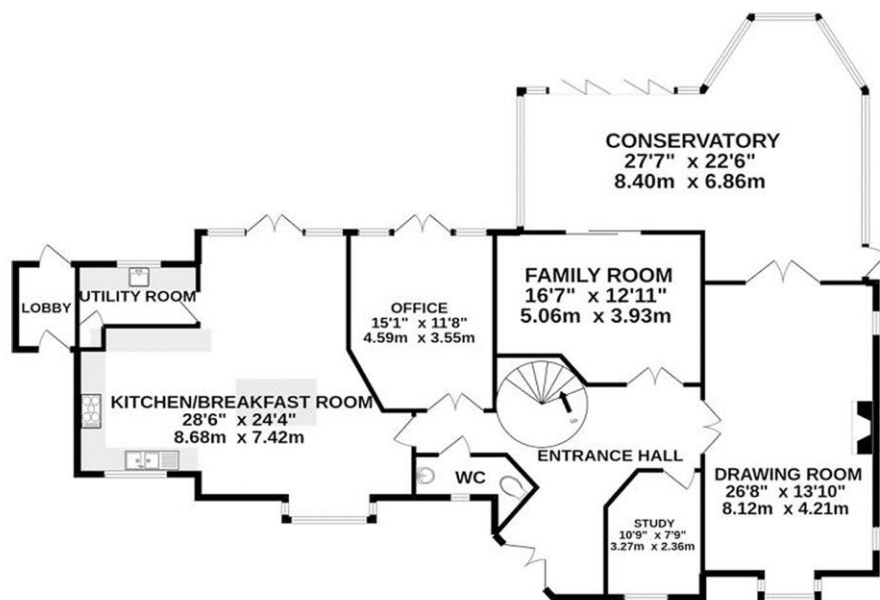 CONSERVATORY
27'7" x 22'6"
8.40m x 6.86m
FAMILY ROOM
16'7" x 12'11"
5.06m x 3.93m
LOBBY
UTILITY ROOM
OFFICE
15'1" x 11'8"
4.59m x 3.55m
KITCHEN/BREAKFAST ROOM
28'6" x 24'4"
8.68m x 7.42m
ENTRANCE HALL
WC
DRAWING ROOM
26'8" x 13'10"
8.12m x 4.21m
STUDY
10'9" x 7'9"
3.27m x 2.36m